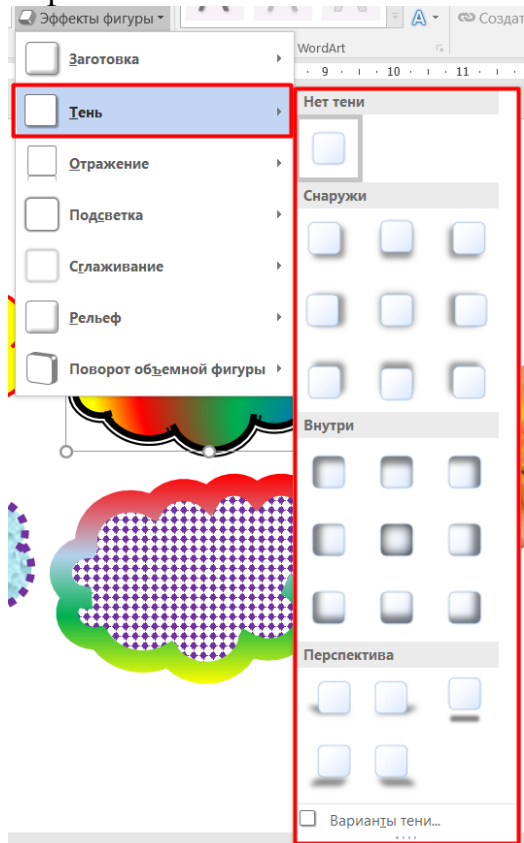 Эффекты фигуры
Создат
WordArt
9 10 11
Заготовка
Тень
Отражение
Подсветка
Сглаживание
Рельеф
Поворот объемной фигуры
Нет тени
Снаружи
Внутри
Перспектива
Варианты тени...